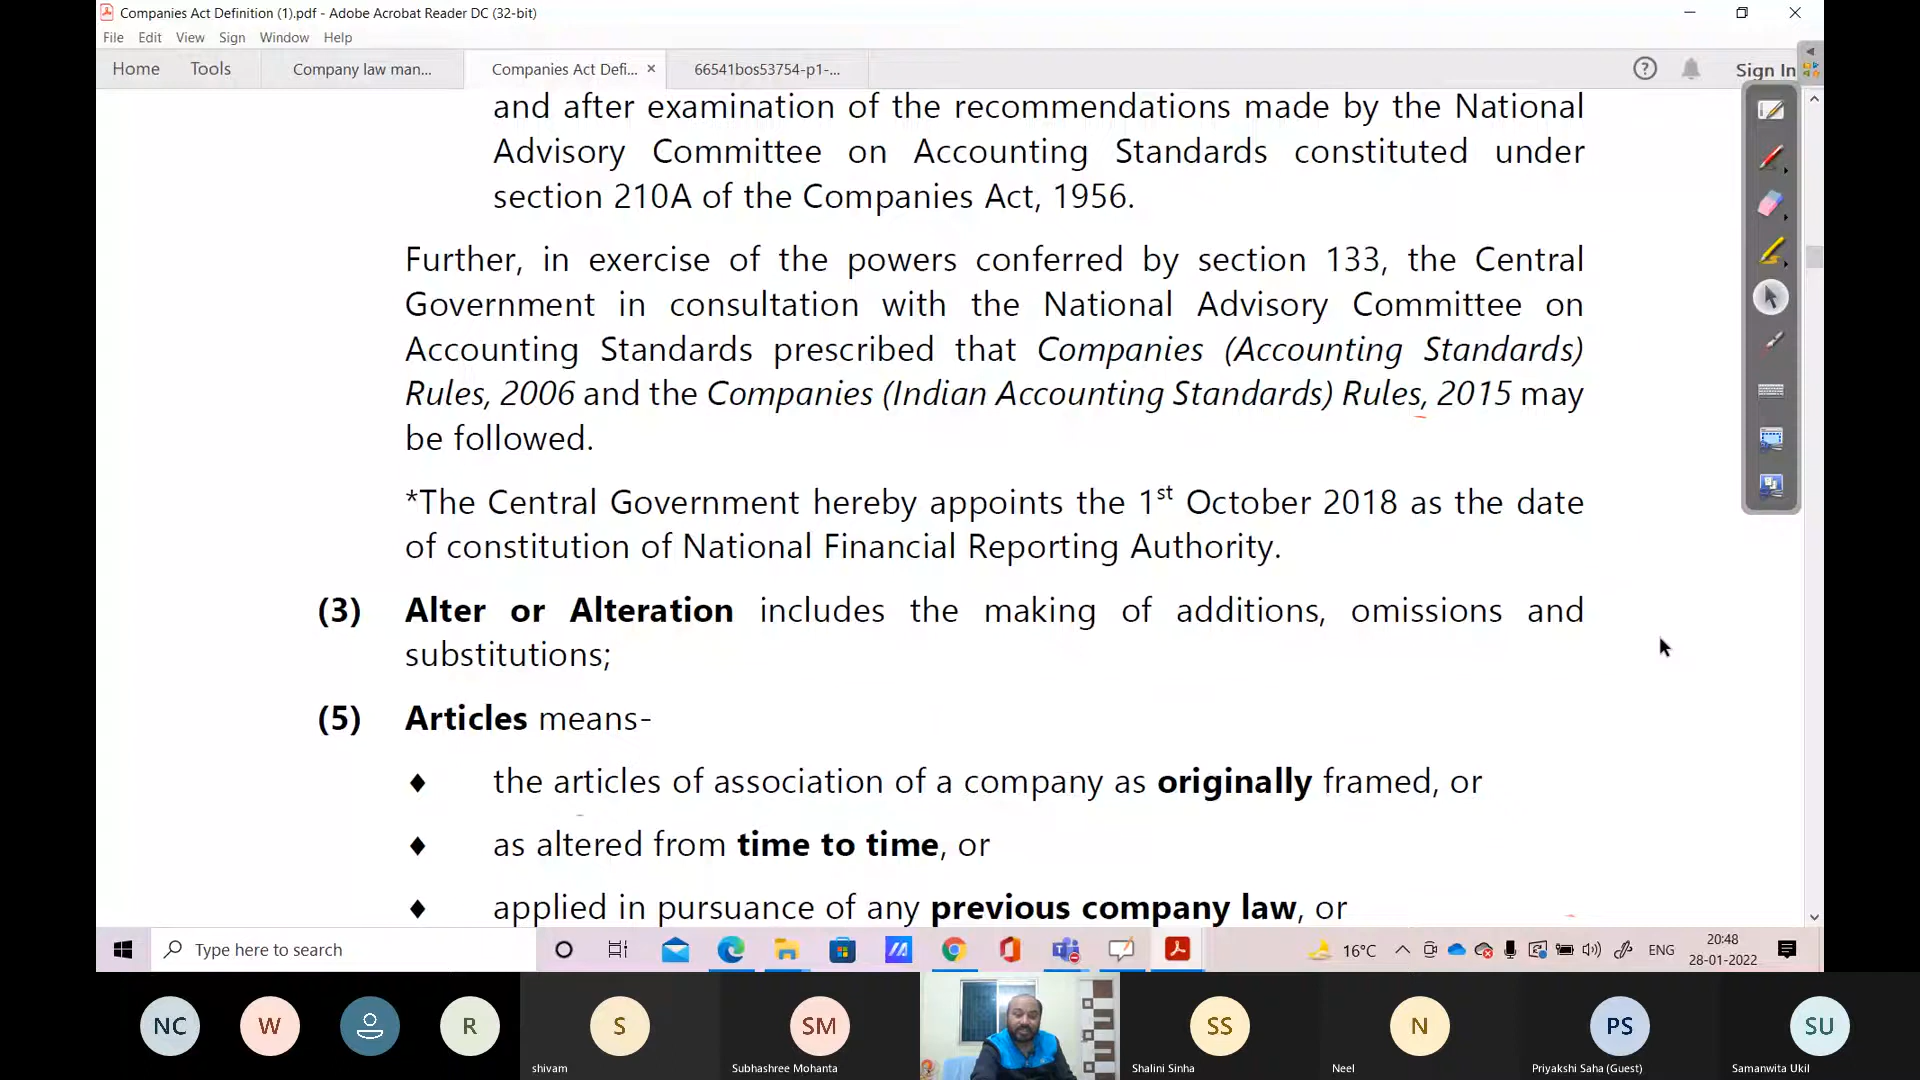 Companies Act Definition (1).pdf - Adobe Acrobat Reader DC (32-bit)
File Edit View Sign Window Help
Home Tools Company law man... Companies Act Defi... × 66541bos53754-p1-... Sign In
and after examination of the recommendations made by the National
Advisory Committee on Accounting Standards constituted under
section 210A of the Companies Act, 1956.
Further, in exercise of the powers conferred by section 133, the Central
Government in consultation with the National Advisory Committee on
Accounting Standards prescribed that Companies (Accounting Standards)
Rules, 2006 and the Companies (Indian Accounting Standards) Rules, 2015 may
be followed.
*The Central Government hereby appoints the 1st October 2018 as the date
of constitution of National Financial Reporting Authority.
(3) Alter or Alteration includes the making of additions, omissions and
substitutions;
(5) Articles means-
♦ the articles of association of a company as originally framed, or
♦ as altered from time to time, or
♦ applied in pursuance of any previous company law, or
Type here to search 16°C ENG 20:48
28-01-2022
NC W R S SM SS N PS SU
shivam Subhashree Mohanta Shalini Sinha Neel Priyakshi Saha (Guest) Samanwita Ukil